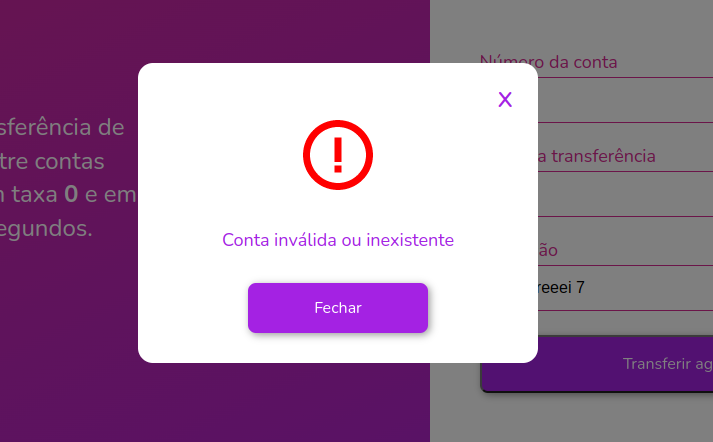 Número da conta
X
sferência de
a transferência
tre contas
taxa 0 e em
egundos.
Conta inválida ou inexistente
ão
reeei 7
Fechar
Transferir ag